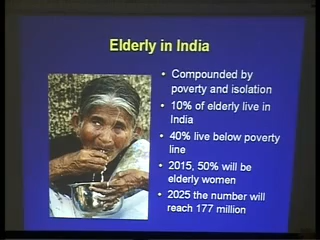 Elderly in India
• Compounded by
poverty and isolation
• 10% of elderly live in
India
• 40% live below poverty
line
• 2015, 50% will be
elderly women
• 2025 the number will
reach 177 million